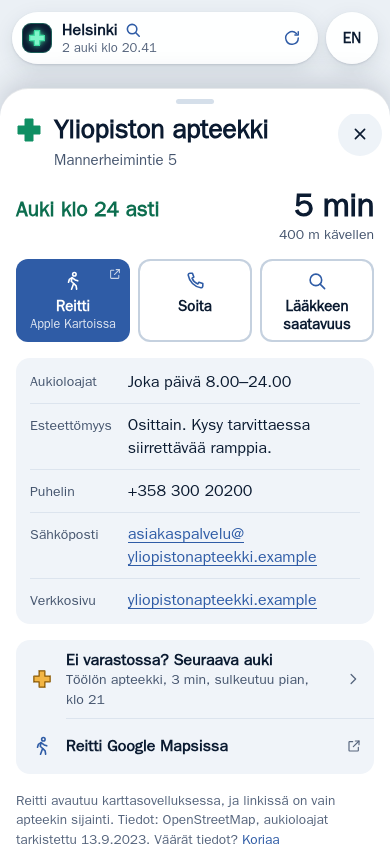 Helsinki
2 auki klo 20.41
EN
Yliopiston apteekki
Mannerheimintie 5
Auki klo 24 asti
5 min
400 m kävellen
Reitti
Apple Kartoissa
Soita
Lääkkeen
saatavuus
Aukioloajat Joka päivä 8.00–24.00
Esteettömyys Osittain. Kysy tarvittaessa
siirrettävää ramppia.
Puhelin +358 300 20200
Sähköposti asiakaspalvelu@
yliopistonapteekki.example
Verkkosivu yliopistonapteekki.example
Ei varastossa? Seuraava auki
Töölön apteekki, 3 min, sulkeutuu pian,
klo 21
Reitti Google Mapsissa
Reitti avautuu karttasovelluksessa, ja linkissä on vain
apteekin sijainti. Tiedot: OpenStreetMap, aukioloajat
tarkistettu 13.9.2023. Väärät tiedot? Korjaa